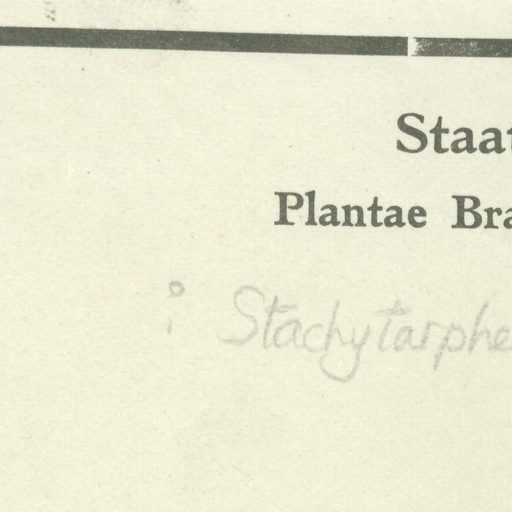 Staat
Plantae Bra
? Stachytarphe